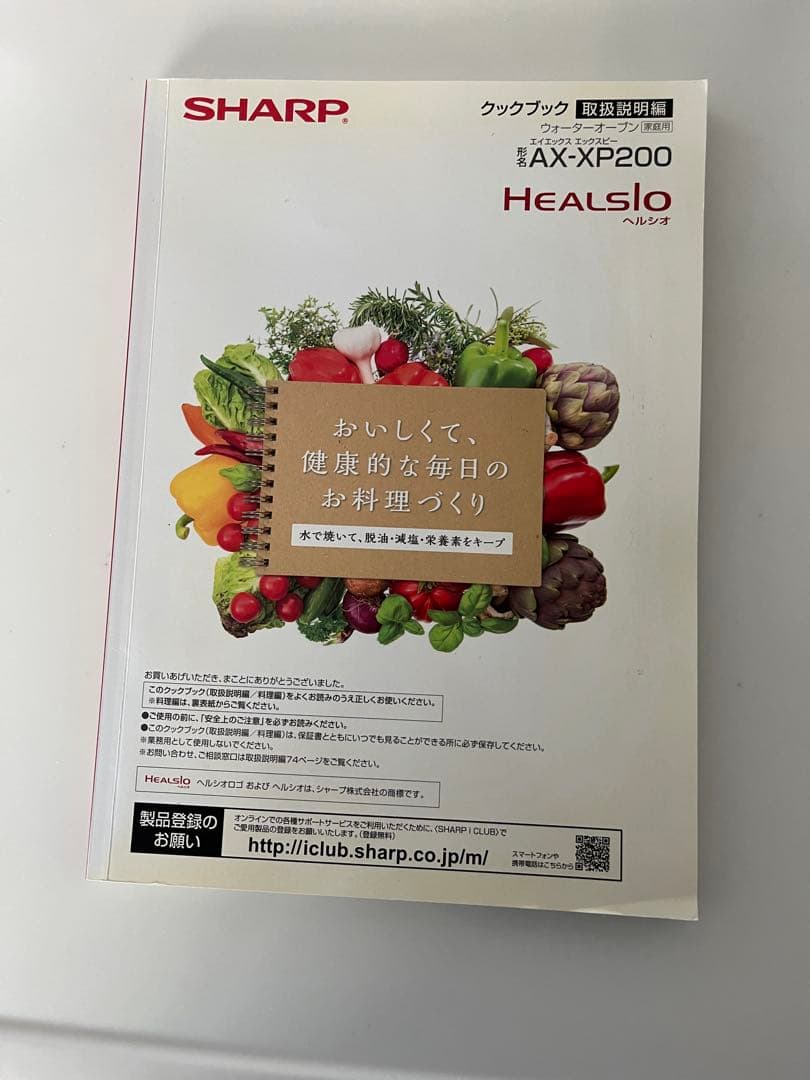 SHARP®
クックブック 取扱説明編
ウォーターオーブン 家庭用
エイエックス エックスピー
形名 AX-XP200
HEALSIO
ヘルシオ
おいしくて、
健康的な毎日の
お料理づくり
水で焼いて、脱油・減塩・栄養素をキープ
お買いあげいただき、まことにありがとうございました。
このクックブック(取扱説明編/料理編)をよくお読みのうえ正しくお使いください。
※料理編は、裏表紙からご覧ください。
●ご使用の前に、「安全上のご注意」を必ずお読みください。
●このクックブック(取扱説明編/料理編)は、保証書とともにいつでも見ることができる所に必ず保存してください。
※業務用として使用しないでください。
※お問い合わせ、ご相談窓口は取扱説明編74ページをご覧ください。
HEALSIO ヘルシオ ヘルシオロゴ および ヘルシオは、シャープ株式会社の商標です。
製品登録の
お願い
オンラインでの各種サポートサービスをご利用いただくために、〈SHARP i CLUB〉で
ご愛用製品の登録をお願いいたします。(登録無料)
http://iclub.sharp.co.jp/m/
スマートフォンや
携帯電話はこちらから